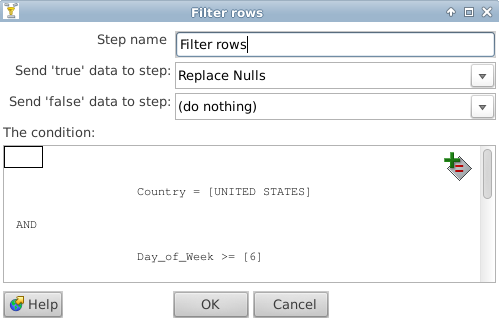 Filter rows
Step name Filter rows
Send 'true' data to step: Replace Nulls
Send 'false' data to step: (do nothing)
The condition:
Country = [UNITED STATES]
AND
Day_of_Week >= [6]
Help OK Cancel